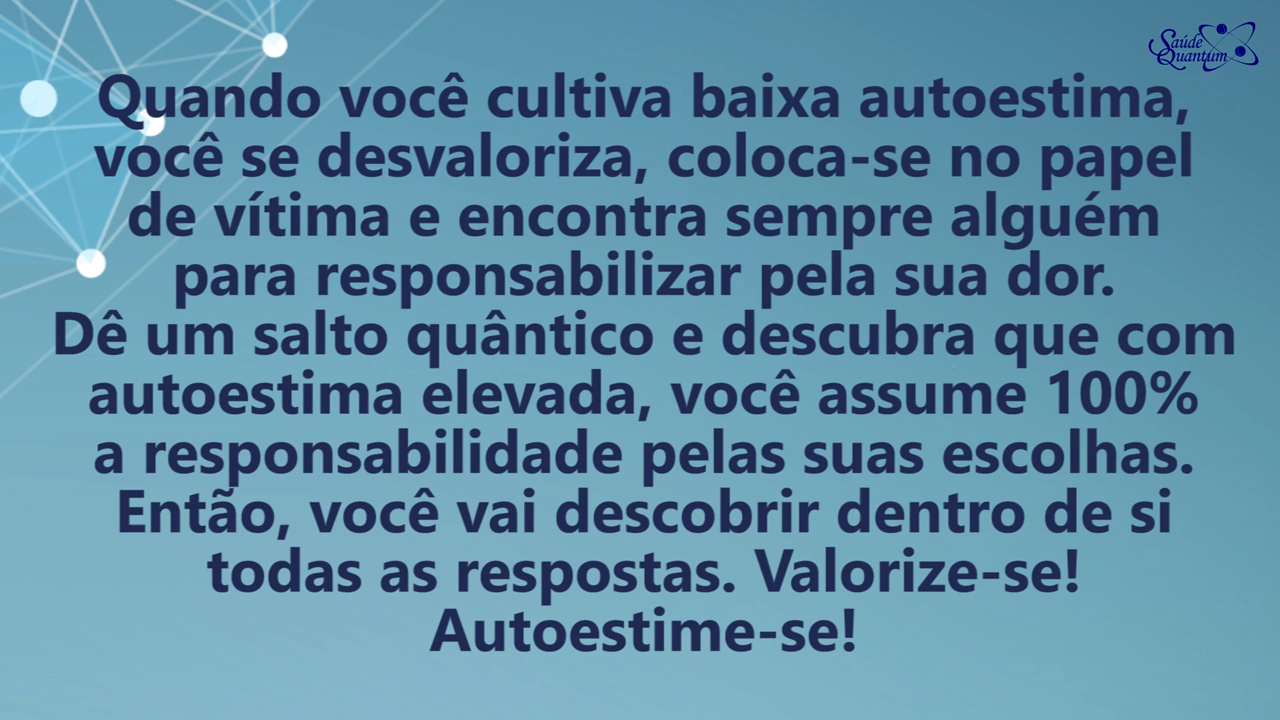 Saúde
Quantum
Quando você cultiva baixa autoestima,
você se desvaloriza, coloca-se no papel
de vítima e encontra sempre alguém
para responsabilizar pela sua dor.
Dê um salto quântico e descubra que com
autoestima elevada, você assume 100%
a responsabilidade pelas suas escolhas.
Então, você vai descobrir dentro de si
todas as respostas. Valorize-se!
Autoestime-se!